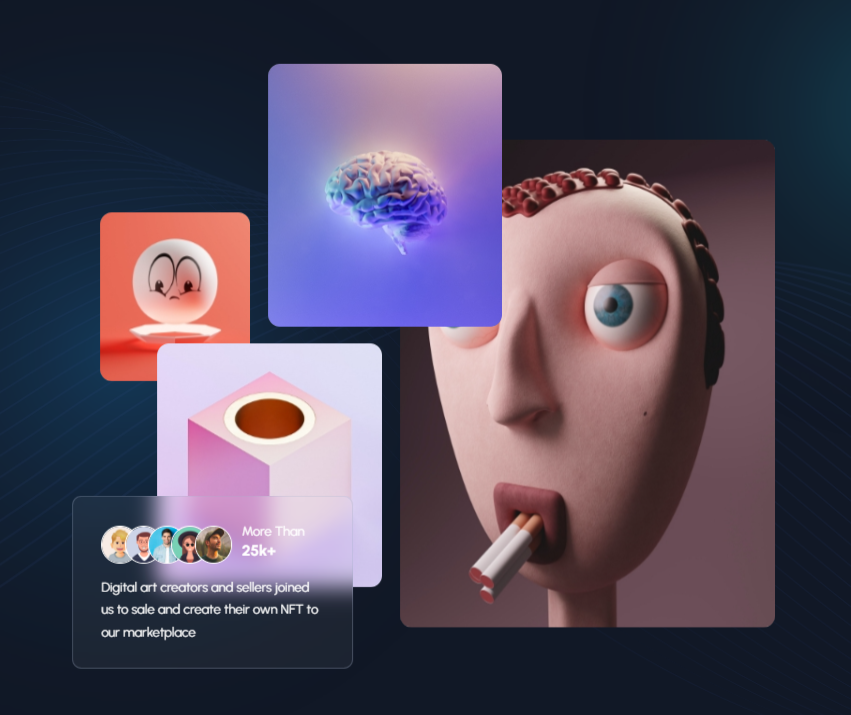 More Than
25k+
Digital art creators and sellers joined
us to sale and create their own NFT to
our marketplace